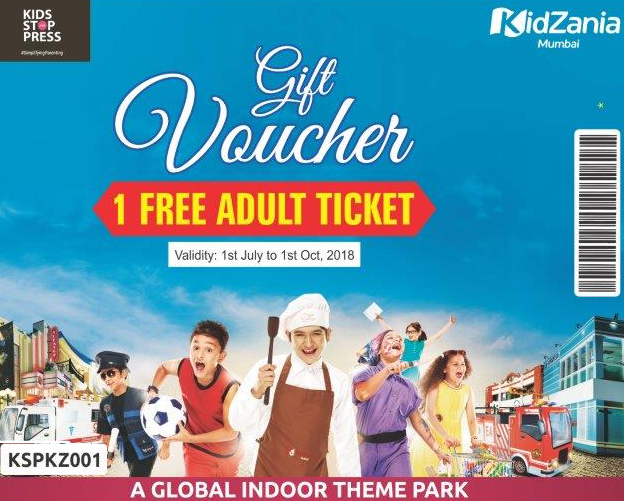 KIDS
STOP
PRESS
#SimplifyingParenting
KidZania
Mumbai
Gift
Voucher
1 FREE ADULT TICKET
Validity: 1st July to 1st Oct, 2018
*
KSPKZ001
A GLOBAL INDOOR THEME PARK